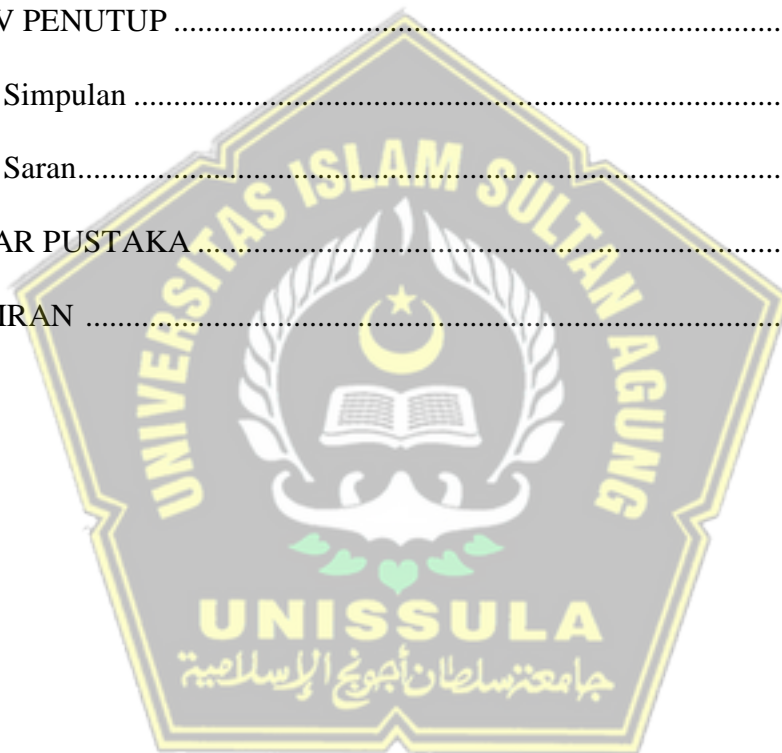 V PENUTUP ..............................................................................
Simpulan ..................................................................................
Saran.........................................................................................
AR PUSTAKA ..........................................................................
IRAN ........................................................................................
UNIVERSITAS ISLAM SULTAN AGUNG
UNISSULA
جامعة سلطان أجونج الإسلامية